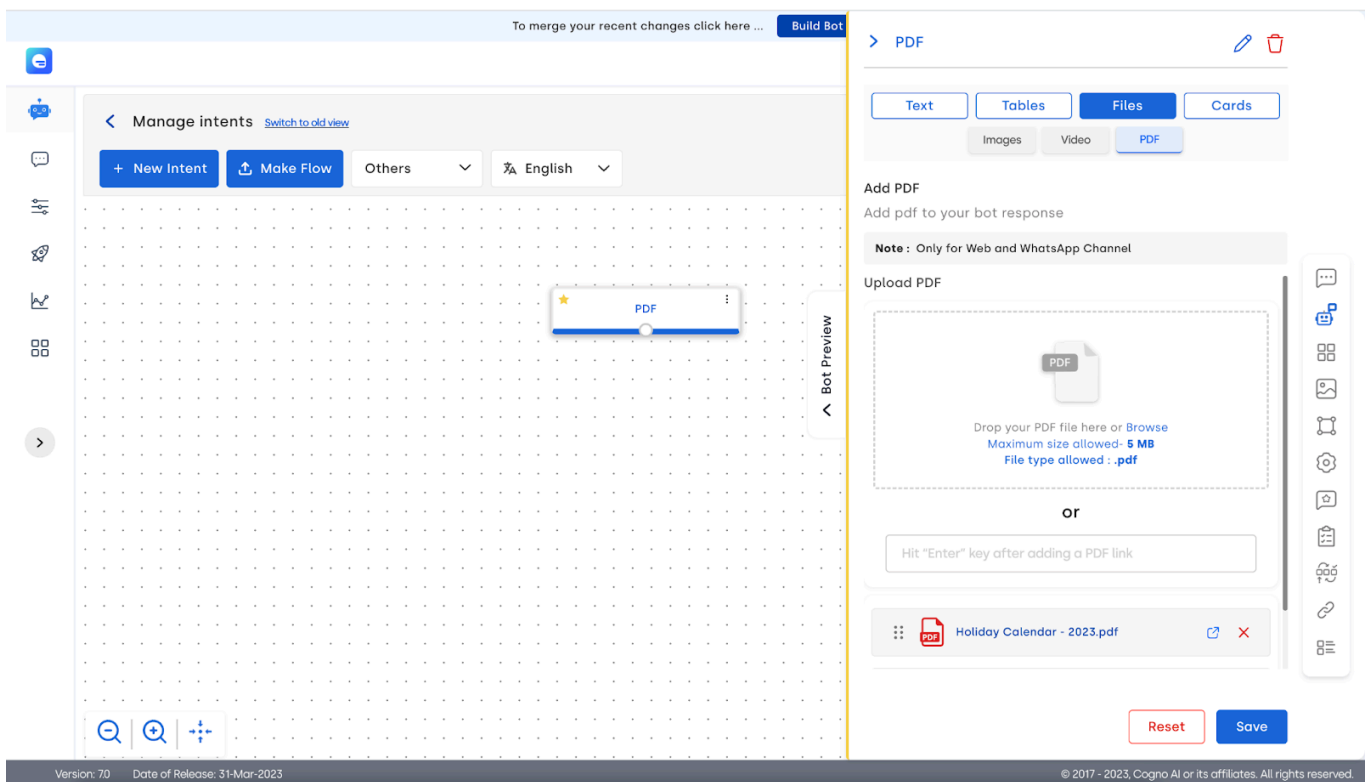 To merge your recent changes click here ... Build Bot
Manage intents Switch to old view
+ New Intent Make Flow Others English
PDF
Bot Preview
PDF
Text Tables Files Cards
Images Video PDF
Add PDF
Add pdf to your bot response
Note : Only for Web and WhatsApp Channel
Upload PDF
PDF
Drop your PDF file here or Browse
Maximum size allowed- 5 MB
File type allowed : .pdf
or
Hit "Enter" key after adding a PDF link
PDF Holiday Calendar - 2023.pdf
Reset Save
Version: 7.0 Date of Release: 31-Mar-2023 © 2017 - 2023, Cogno AI or its affiliates. All rights reserved.